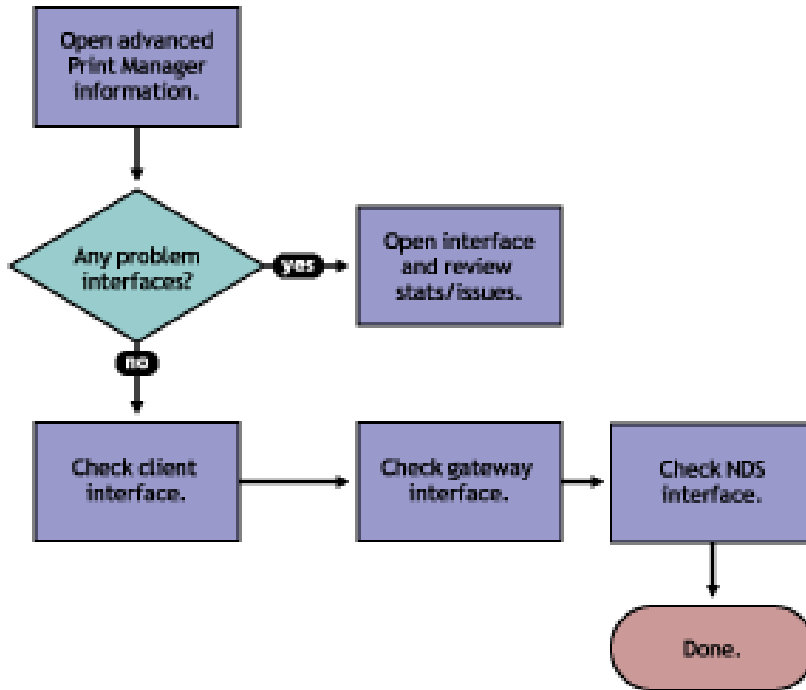 Open advanced
Print Manager
information.
Any problem
interfaces?
yes
Open interface
and review
stats/issues.
no
Check client
interface.
Check gateway
interface.
Check NDS
interface.
Done.